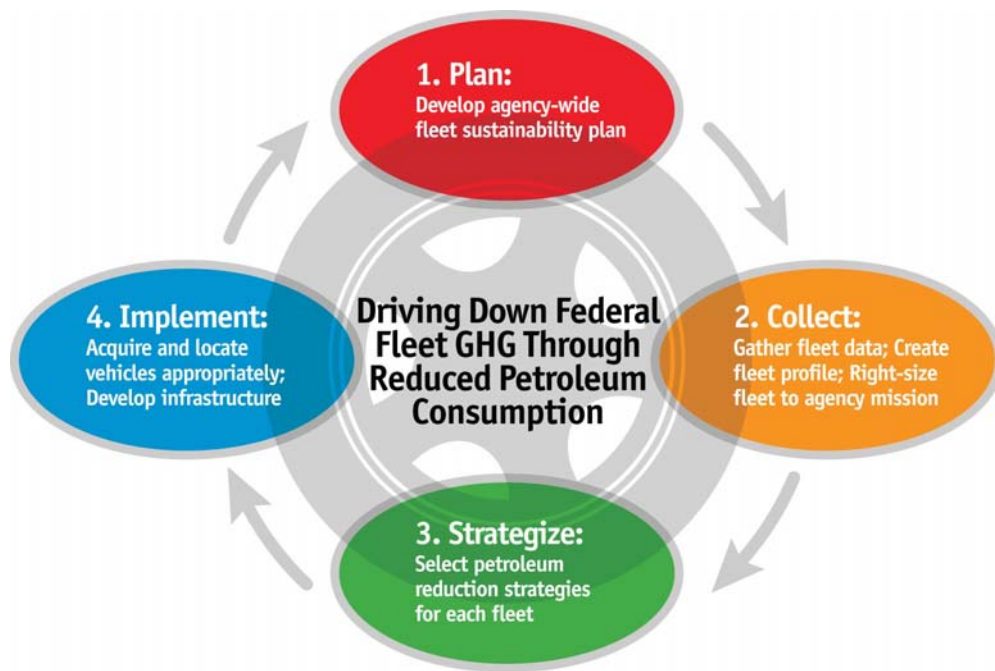 1. Plan:
Develop agency-wide
fleet sustainability plan
2. Collect:
Gather fleet data; Create
fleet profile; Right-size
fleet to agency mission
3. Strategize:
Select petroleum
reduction strategies
for each fleet
4. Implement:
Acquire and locate
vehicles appropriately;
Develop infrastructure
Driving Down Federal
Fleet GHG Through
Reduced Petroleum
Consumption